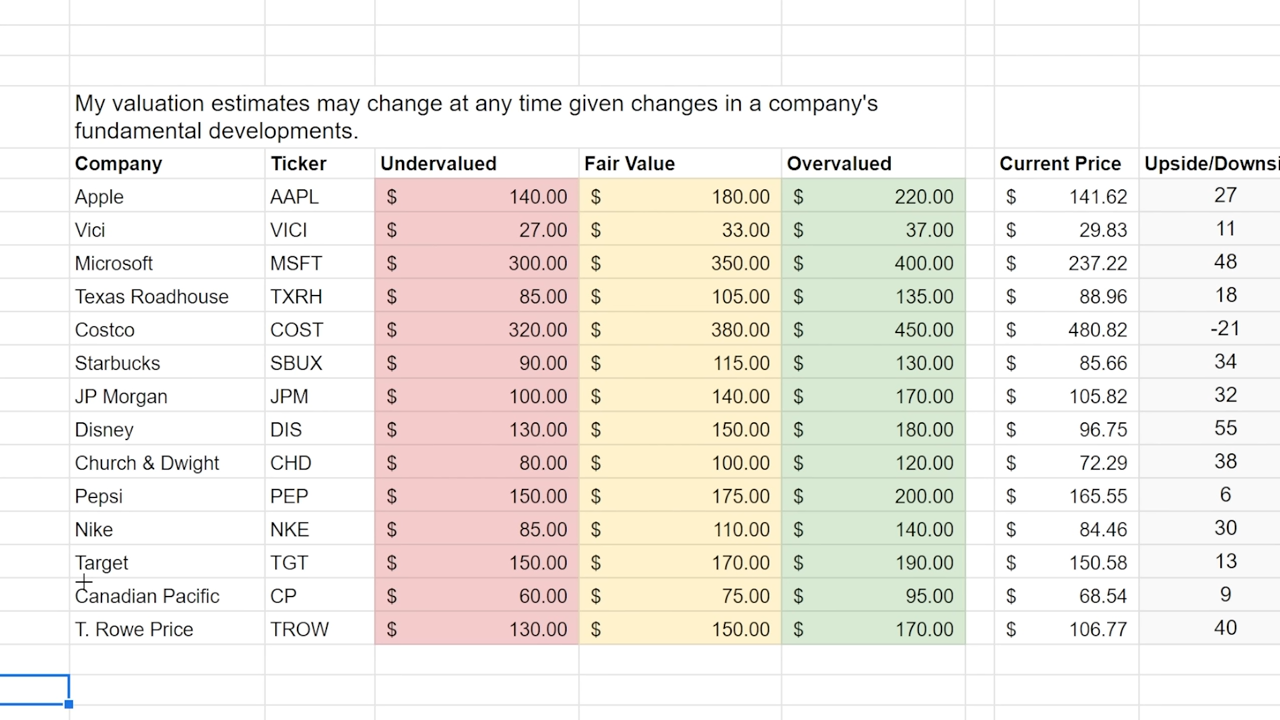 My valuation estimates may change at any time given changes in a company's
fundamental developments.
Company Ticker Undervalued Fair Value Overvalued Current Price Upside/Downsi
Apple AAPL $ 140.00 $ 180.00 $ 220.00 $ 141.62 27
Vici VICI $ 27.00 $ 33.00 $ 37.00 $ 29.83 11
Microsoft MSFT $ 300.00 $ 350.00 $ 400.00 $ 237.22 48
Texas Roadhouse TXRH $ 85.00 $ 105.00 $ 135.00 $ 88.96 18
Costco COST $ 320.00 $ 380.00 $ 450.00 $ 480.82 -21
Starbucks SBUX $ 90.00 $ 115.00 $ 130.00 $ 85.66 34
JP Morgan JPM $ 100.00 $ 140.00 $ 170.00 $ 105.82 32
Disney DIS $ 130.00 $ 150.00 $ 180.00 $ 96.75 55
Church & Dwight CHD $ 80.00 $ 100.00 $ 120.00 $ 72.29 38
Pepsi PEP $ 150.00 $ 175.00 $ 200.00 $ 165.55 6
Nike NKE $ 85.00 $ 110.00 $ 140.00 $ 84.46 30
Target TGT $ 150.00 $ 170.00 $ 190.00 $ 150.58 13
Canadian Pacific CP $ 60.00 $ 75.00 $ 95.00 $ 68.54 9
T. Rowe Price TROW $ 130.00 $ 150.00 $ 170.00 $ 106.77 40